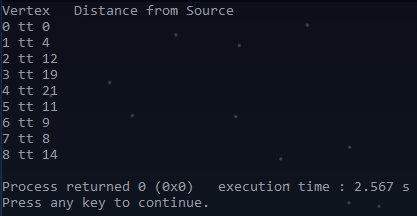 Vertex   Distance from Source
0 tt 0
1 tt 4
2 tt 12
3 tt 19
4 tt 21
5 tt 11
6 tt 9
7 tt 8
8 tt 14
Process returned 0 (0x0)   execution time : 2.567 s
Press any key to continue.